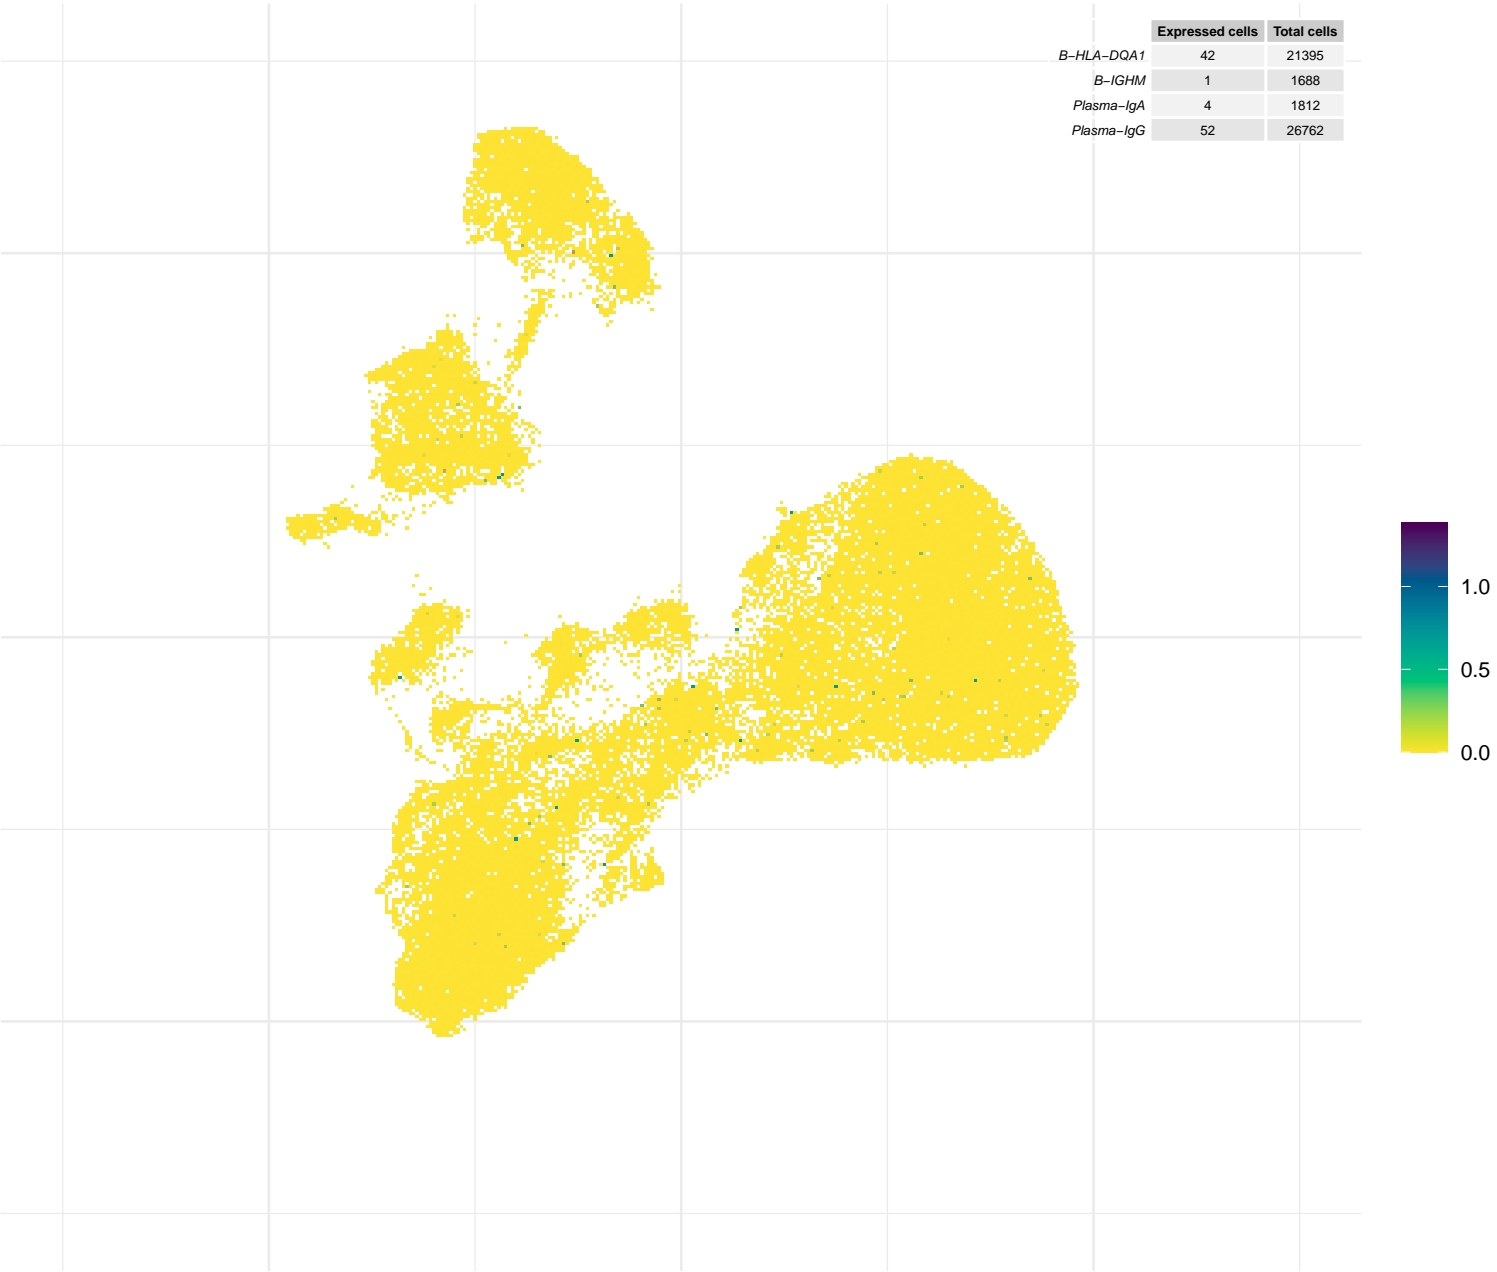 Expressed cells Total cells
B−HLA−DQA1 42 21395
B−IGHM 1 1688
Plasma−IgA 4 1812
Plasma−IgG 52 26762
1.0
0.5
0.0